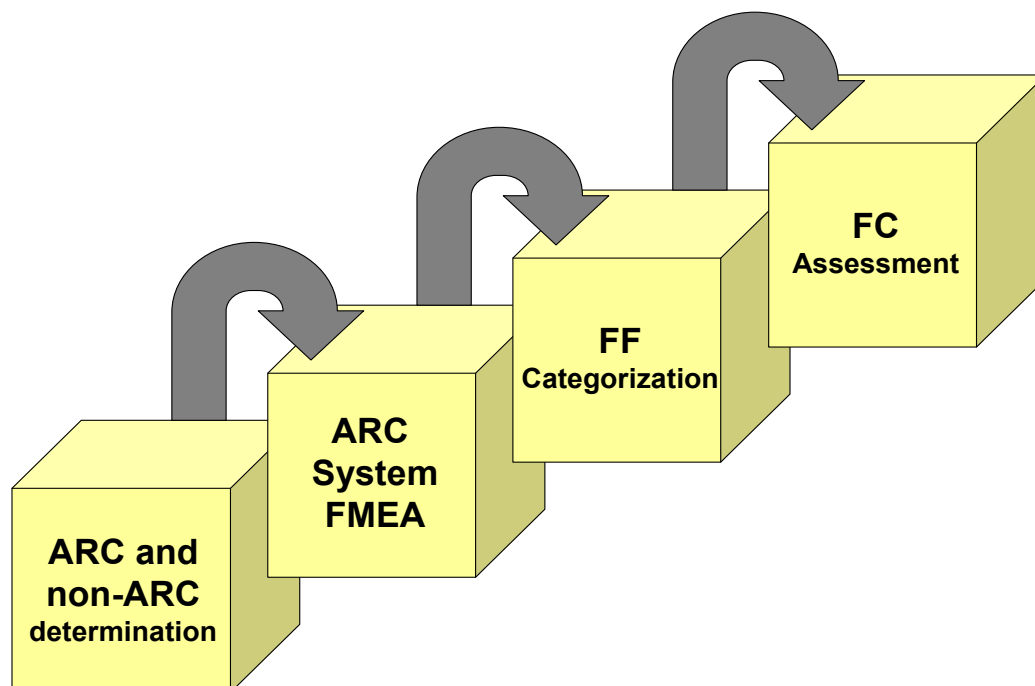 ARC and
non-ARC
determination
ARC
System
FMEA
FF
Categorization
FC
Assessment